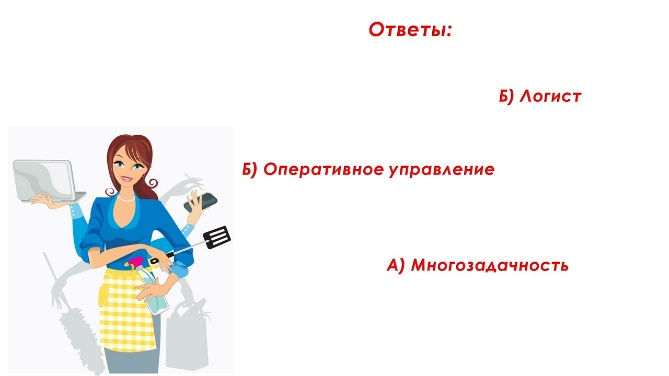 Ответы:
Б) Логист
Б) Оперативное управление
А) Многозадачность